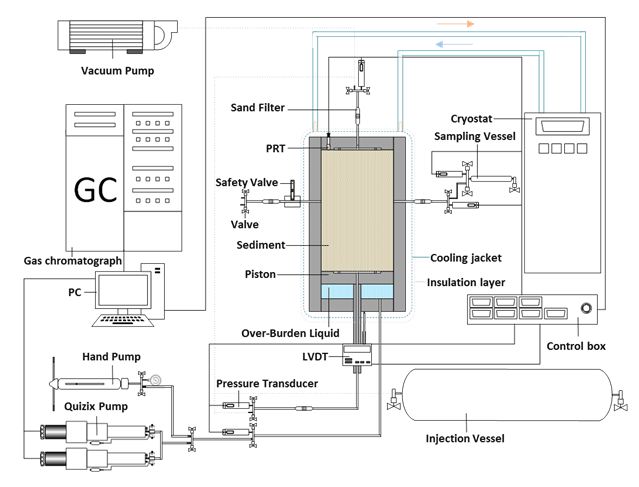 Vacuum Pump
Sand Filter
Cryostat
Sampling Vessel
PRT
GC
Safety Valve
Valve
Sediment
Gas chromatograph
Cooling jacket
Piston
Insulation layer
PC
Over-Burden Liquid
Control box
LVDT
Hand Pump
Pressure Transducer
Quizix Pump
Injection Vessel